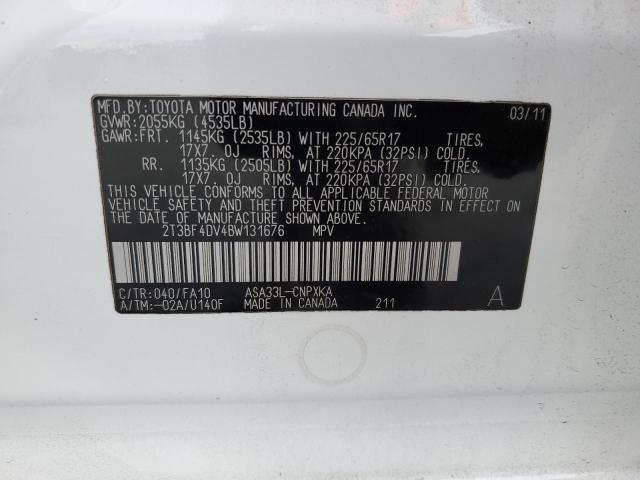 MFD.BY:TOYOTA MOTOR MANUFACTURING CANADA INC. 03/11
GVWR:2055KG (4535LB)
GAWR:FRT. 1145KG (2535LB) WITH 225/65R17 TIRES,
17X7. 0J RIMS, AT 220KPA (32PSI) COLD.
RR. 1135KG (2505LB) WITH 225/65R17 TIRES,
17X7. 0J RIMS, AT 220KPA (32PSI) COLD.
THIS VEHICLE CONFORMS TO ALL APPLICABLE FEDERAL MOTOR
VEHICLE SAFETY AND THEFT PREVENTION STANDARDS IN EFFECT ON
THE DATE OF MANUFACTURE SHOWN ABOVE.
2T3BF4DV4BW131676 MPV
C/TR:040/FA10 ASA33L-CNPXKA
A/TM:-02A/U140F MADE IN CANADA 211 A